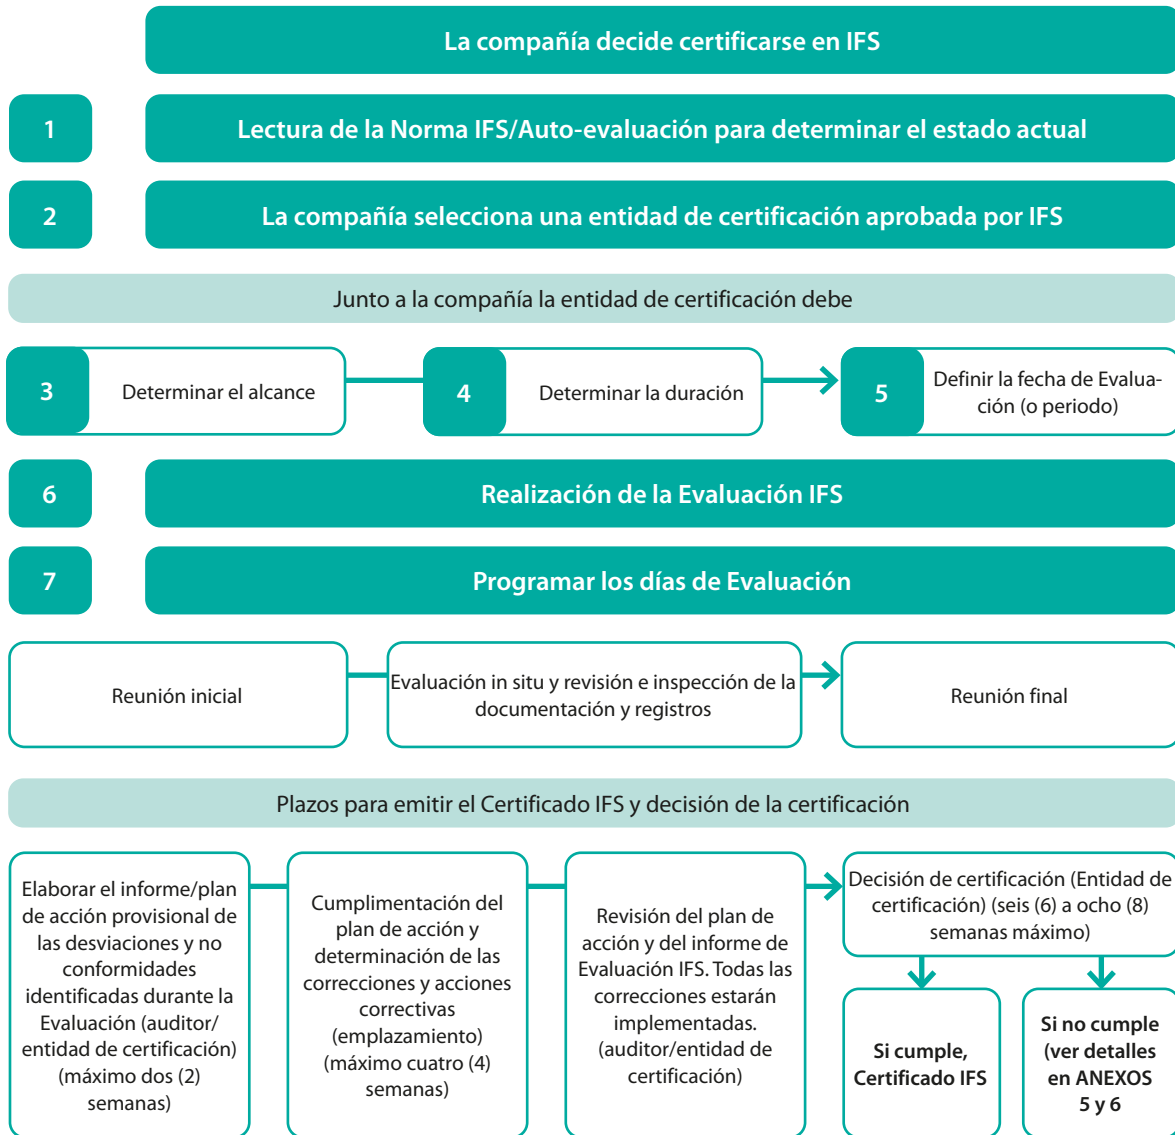 La compañía decide certificarse en IFS
1
Lectura de la Norma IFS/Auto-evaluación para determinar el estado actual
2
La compañía selecciona una entidad de certificación aprobada por IFS
Junto a la compañía la entidad de certificación debe
3
Determinar el alcance
4
Determinar la duración
5
Definir la fecha de Evalua-
ción (o periodo)
6
Realización de la Evaluación IFS
7
Programar los días de Evaluación
Reunión inicial
Evaluación in situ y revisión e inspección de la
documentación y registros
Reunión final
Plazos para emitir el Certificado IFS y decisión de la certificación
Elaborar el informe/plan
de acción provisional de
las desviaciones y no
conformidades
identificadas durante la
Evaluación (auditor/
entidad de certificación)
(máximo dos (2)
semanas)
Cumplimentación del
plan de acción y
determinación de las
correcciones y acciones
correctivas
(emplazamiento)
(máximo cuatro (4)
semanas)
Revisión del plan de
acción y del informe de
Evaluación IFS. Todas las
correcciones estarán
implementadas.
(auditor/entidad de
certificación)
Decisión de certificación (Entidad de
certificación) (seis (6) a ocho (8)
semanas máximo)
Si cumple,
Certificado IFS
Si no cumple
(ver detalles
en ANEXOS
5 y 6